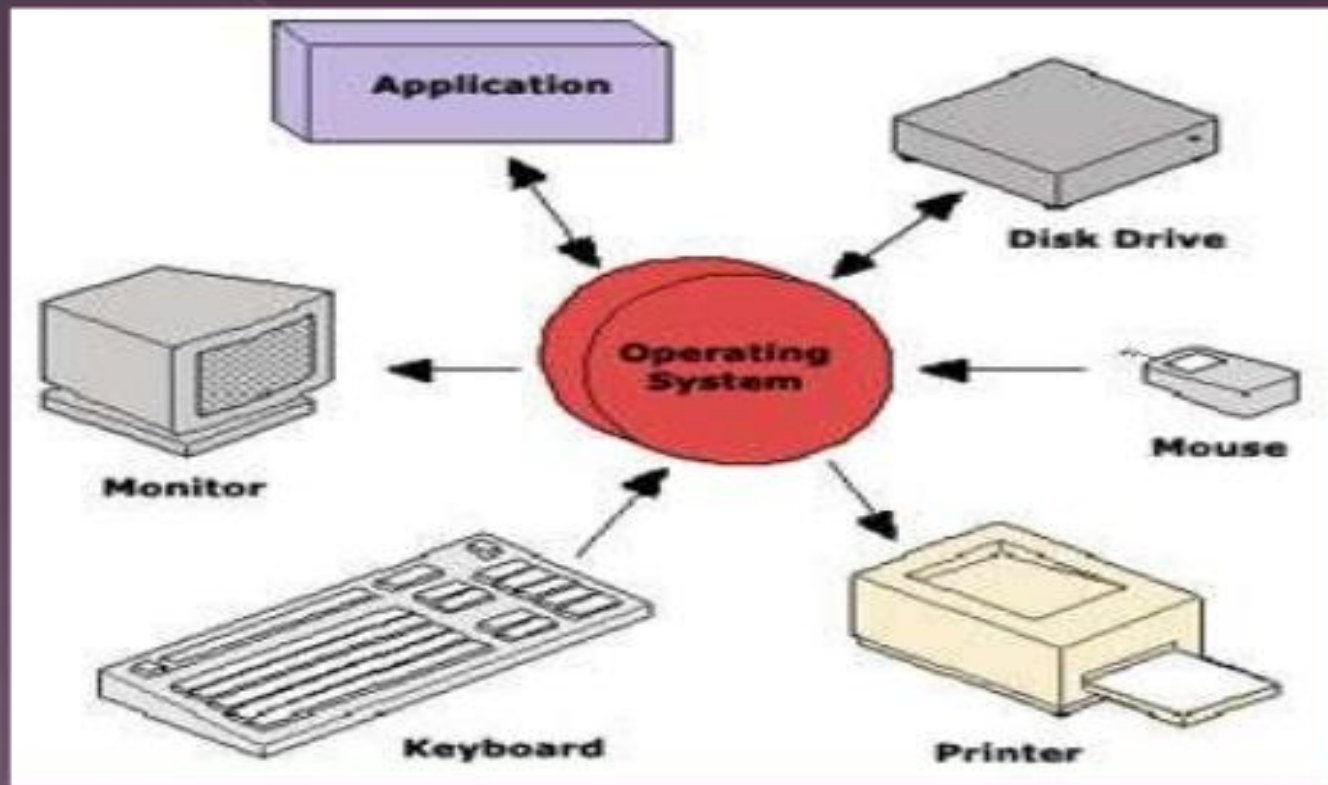 Application
Disk Drive
Operating
System
Mouse
Monitor
Keyboard
Printer